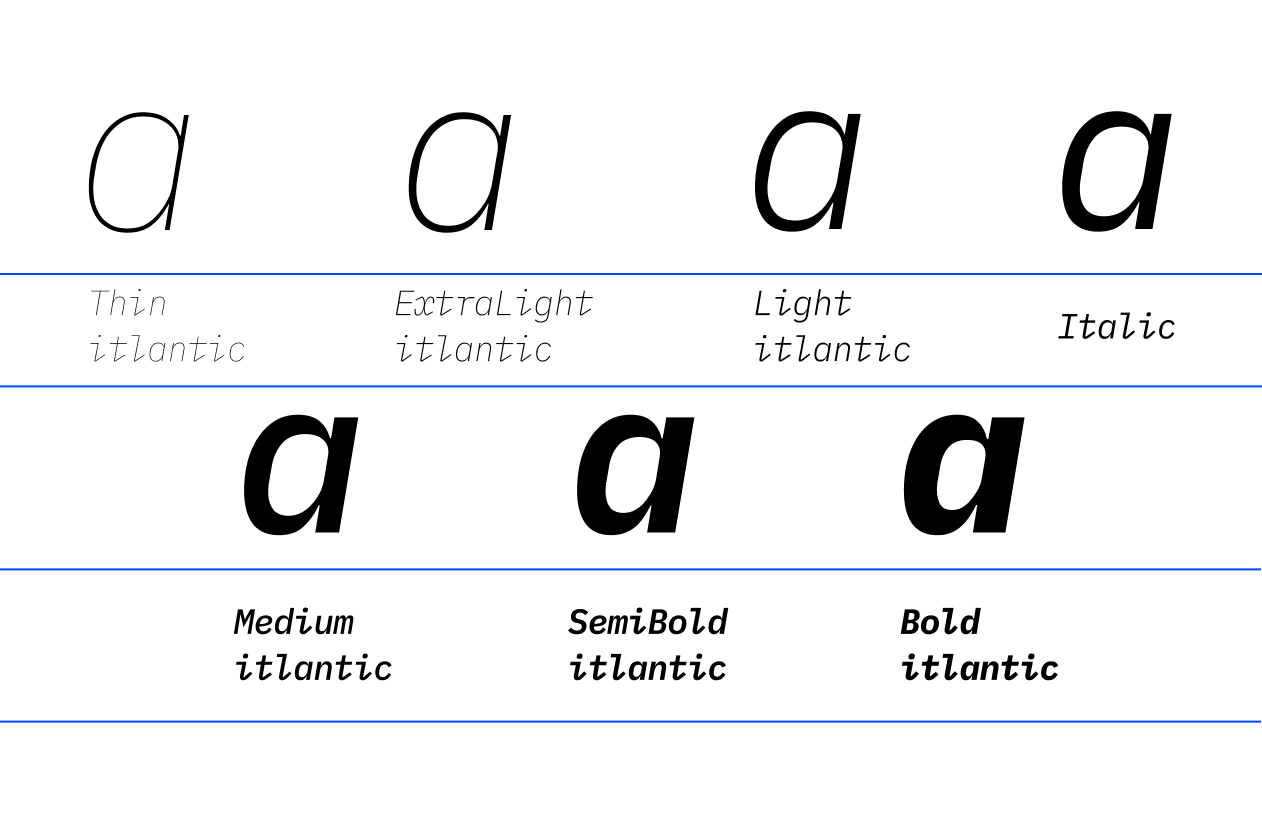 a a a a
Thin ExtraLight Light Italic
itlantic itlantic itlantic
a a a
Medium SemiBold Bold
itlantic itlantic itlantic